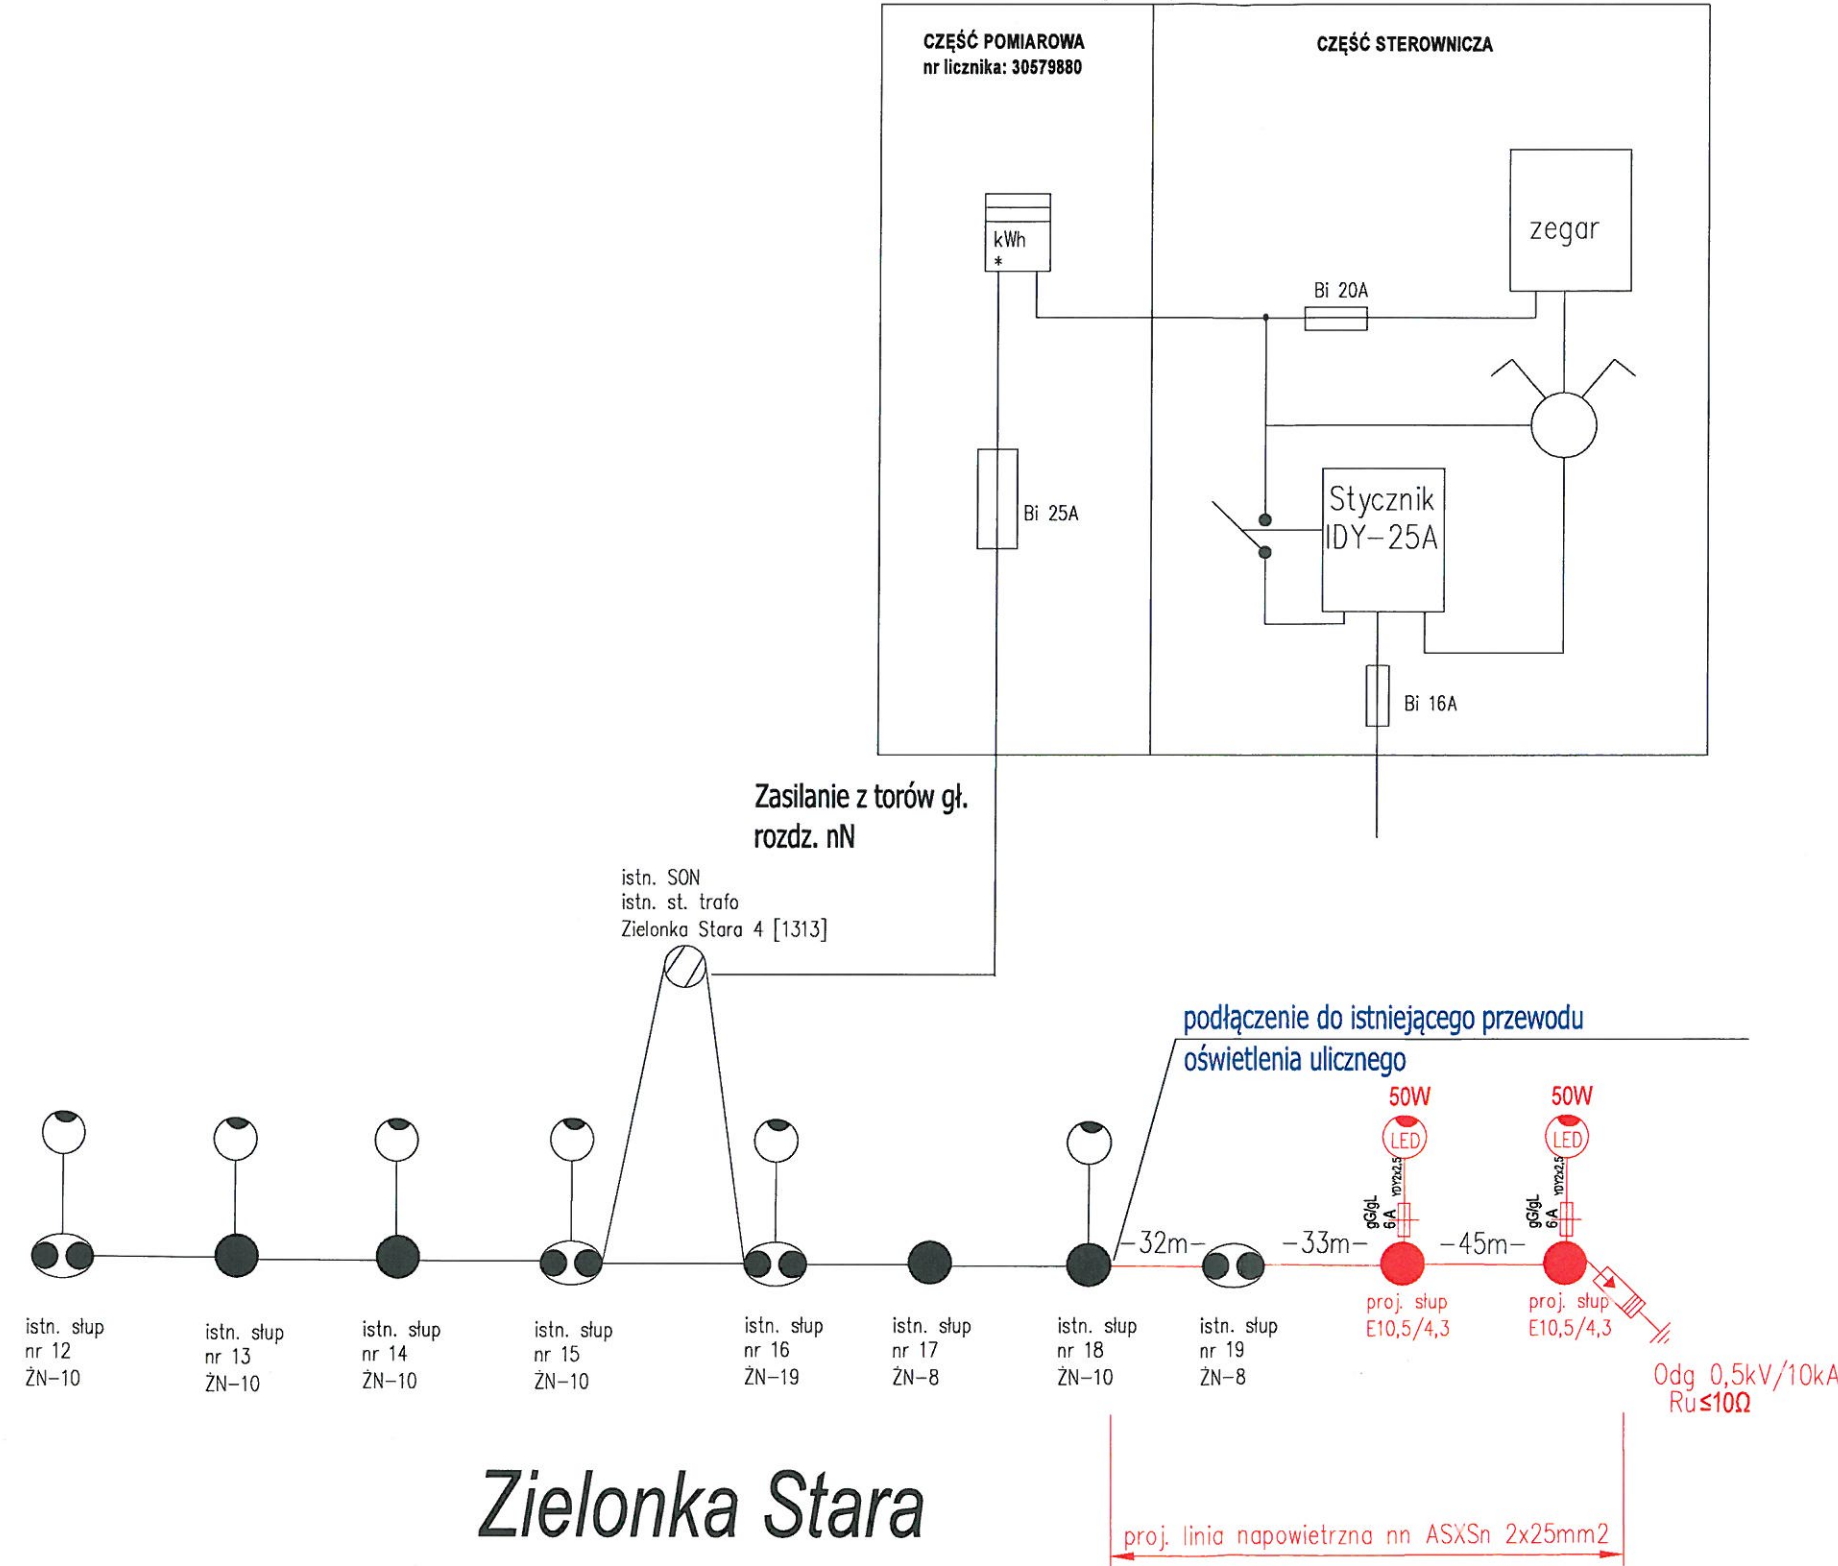 CZĘŚĆ POMIAROWA
nr licznika: 30579880
CZĘŚĆ STEROWNICZA
kWh
*
zegar
Bi 20A
Bi 25A
Stycznik
IDY-25A
Bi 16A
Zasilanie z torów gł.
rozdz. nN
istn. SON
istn. st. trafo
Zielonka Stara 4 [1313]
podłączenie do istniejącego przewodu
oświetlenia ulicznego
50W
50W
LED
LED
YDY2x2,5
YDY2x2,5
gG/gL
6A
gG/gL
6A
-32m-
-33m-
-45m-
istn. słup
nr 12
ŻN-10
istn. słup
nr 13
ŻN-10
istn. słup
nr 14
ŻN-10
istn. słup
nr 15
ŻN-10
istn. słup
nr 16
ŻN-19
istn. słup
nr 17
ŻN-8
istn. słup
nr 18
ŻN-10
istn. słup
nr 19
ŻN-8
proj. słup
E10,5/4,3
proj. słup
E10,5/4,3
Odg 0,5kV/10kA
Ru≤10Ω
Zielonka Stara
proj. linia napowietrzna nn ASXSn 2x25mm2